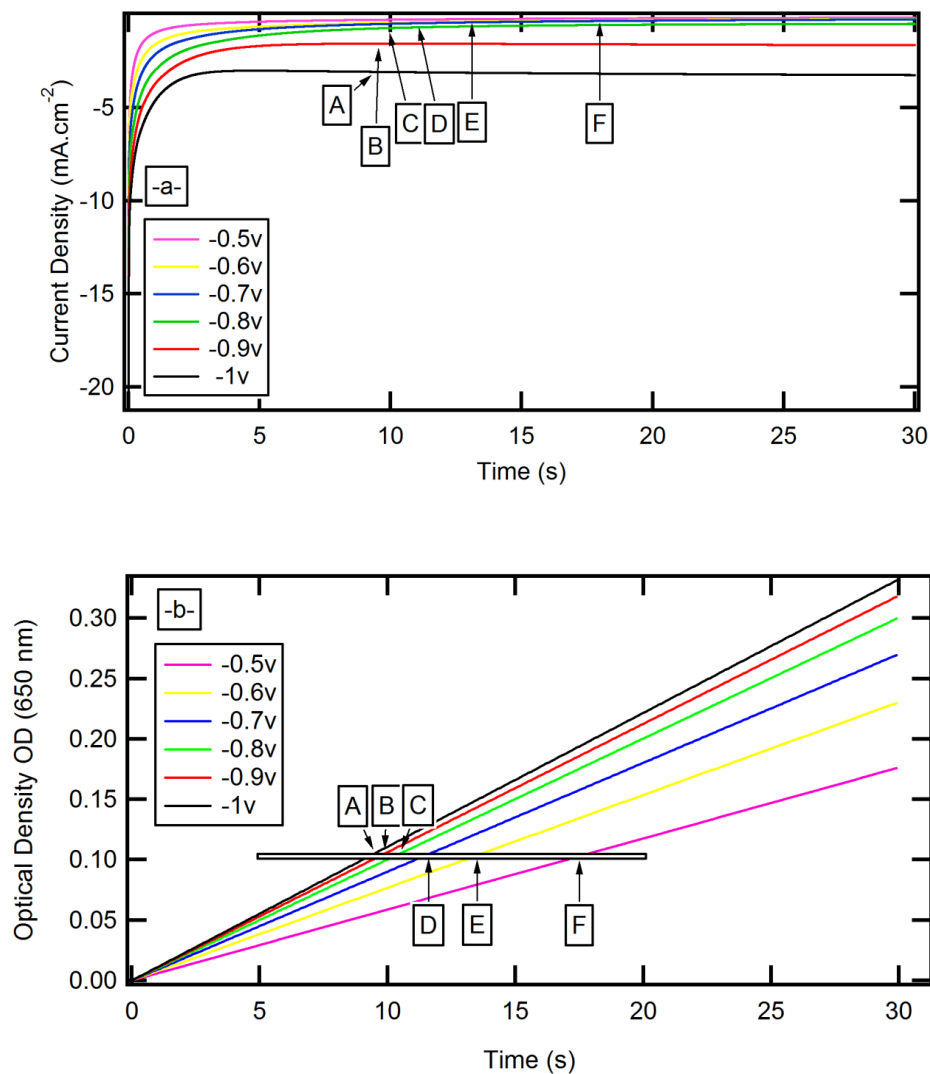 -5
-10
-15
-20
Current Density (mA.cm-2)
-a-
-0.5v
-0.6v
-0.7v
-0.8v
-0.9v
-1v
A
B
C
D
E
F
0
5
10
15
20
25
30
Time (s)
0.30
0.25
0.20
0.15
0.10
0.05
0.00
Optical Density OD (650 nm)
-b-
-0.5v
-0.6v
-0.7v
-0.8v
-0.9v
-1v
A
B
C
D
E
F
0
5
10
15
20
25
30
Time (s)